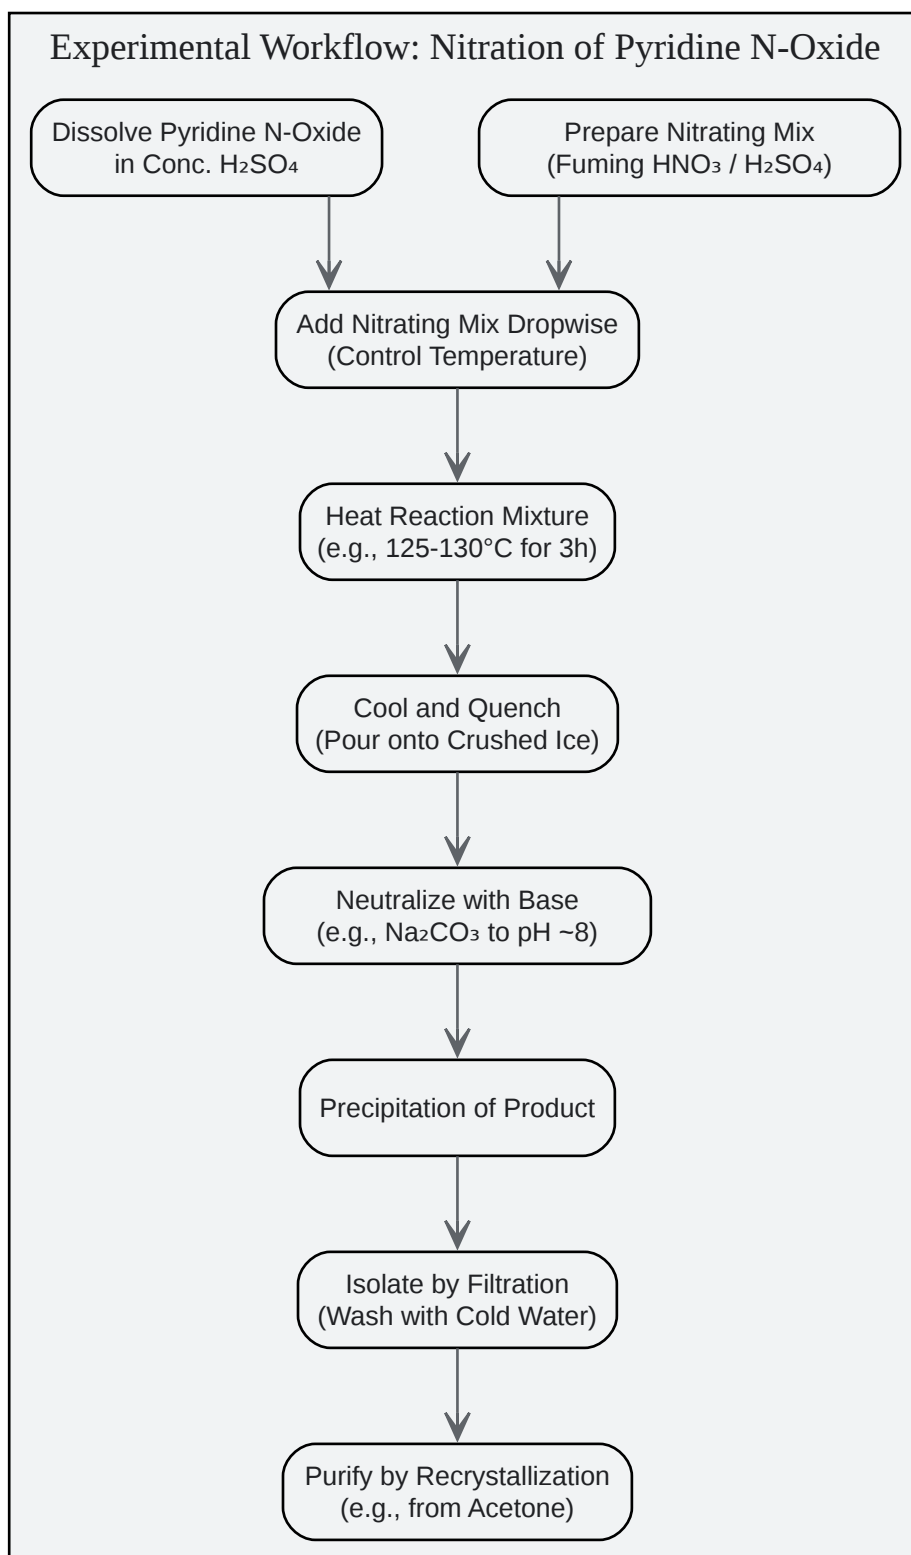 Experimental Workflow: Nitration of Pyridine N-Oxide
Dissolve Pyridine N-Oxide
in Conc. H₂SO₄
Prepare Nitrating Mix
(Fuming HNO₃ / H₂SO₄)
Add Nitrating Mix Dropwise
(Control Temperature)
Heat Reaction Mixture
(e.g., 125-130°C for 3h)
Cool and Quench
(Pour onto Crushed Ice)
Neutralize with Base
(e.g., Na₂CO₃ to pH ~8)
Precipitation of Product
Isolate by Filtration
(Wash with Cold Water)
Purify by Recrystallization
(e.g., from Acetone)